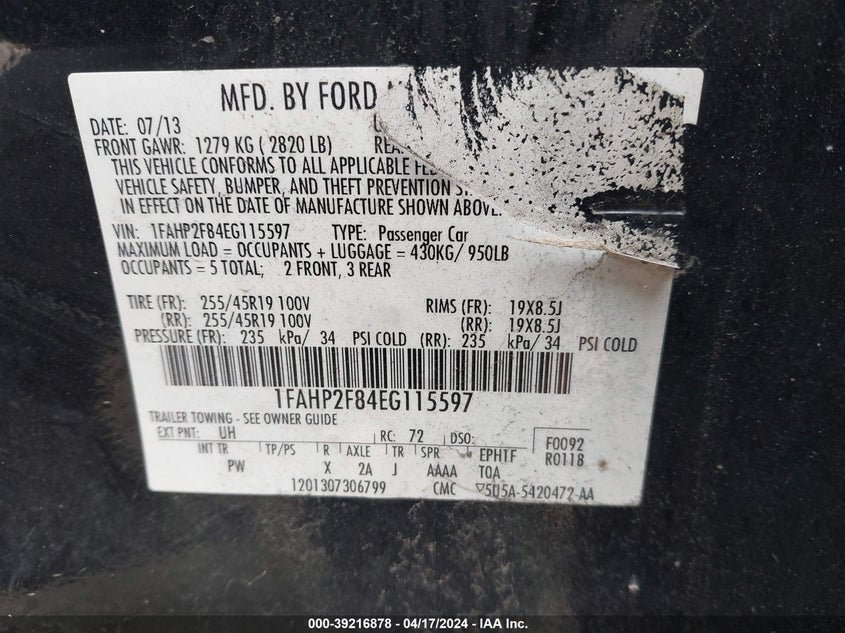 MFD. BY FORD
DATE: 07/13
FRONT GAWR: 1279 KG ( 2820 LB)
THIS VEHICLE CONFORMS TO ALL APPLICABLE
VEHICLE SAFETY, BUMPER, AND THEFT PREVENTION
IN EFFECT ON THE DATE OF MANUFACTURE SHOWN ABOVE.
VIN: 1FAHP2F84EG115597 TYPE: Passenger Car
MAXIMUM LOAD = OCCUPANTS + LUGGAGE = 430KG/ 950LB
OCCUPANTS = 5 TOTAL; 2 FRONT, 3 REAR
TIRE (FR): 255/45R19 100V RIMS (FR): 19X8.5J
(RR): 255/45R19 100V (RR): 19X8.5J
PRESSURE (FR): 235 kPa/ 34 PSI COLD (RR): 235 kPa/ 34 PSI COLD
1FAHP2F84EG115597
TRAILER TOWING - SEE OWNER GUIDE
EXT PNT: UH RC: 72 DSO: F0092
INT TR TP/PS R AXLE TR SPR EPHTF R0118
PW X 2A J AAAA T0A
1201307306799 CMC 5U5A-5420472-AA
000-39216878 - 04/17/2024 - IAA Inc.